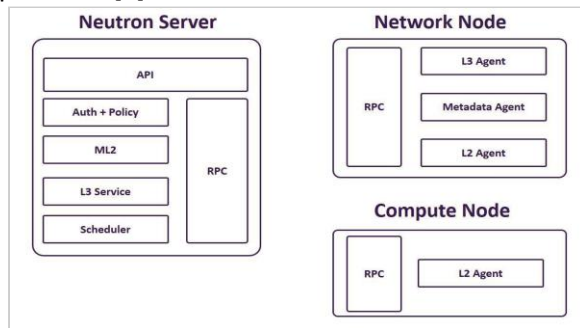 Neutron Server
API
Auth + Policy
ML2
L3 Service
Scheduler
RPC
Network Node
RPC
L3 Agent
Metadata Agent
L2 Agent
Compute Node
RPC
L2 Agent